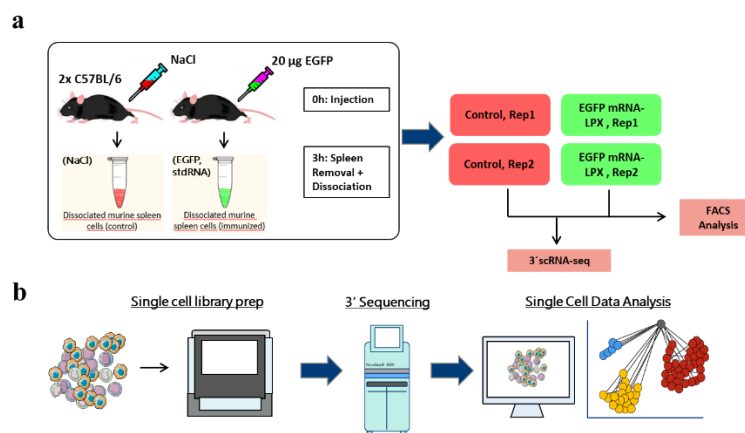 a
NaCl
20 µg EGFP
2x C57BL/6
0h: Injection
(NaCl)
(EGFP,
stdRNA)
3h: Spleen
Removal +
Dissociation
Dissociated murine spleen
cells (control)
Dissociated murine
spleen cells (immunized)
Control, Rep1
EGFP mRNA-
LPX , Rep1
Control, Rep2
EGFP mRNA-
LPX , Rep2
FACS
Analysis
3´scRNA-seq
b
Single cell library prep
3’ Sequencing
Single Cell Data Analysis